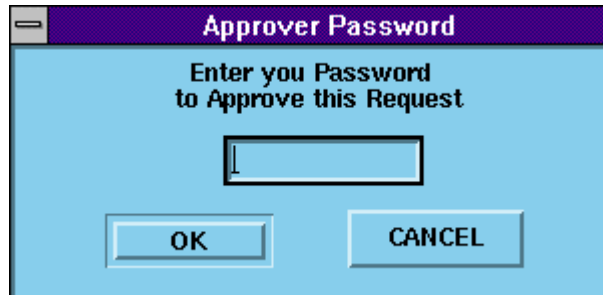 Approver Password
Enter you Password
to Approve this Request
OK
CANCEL